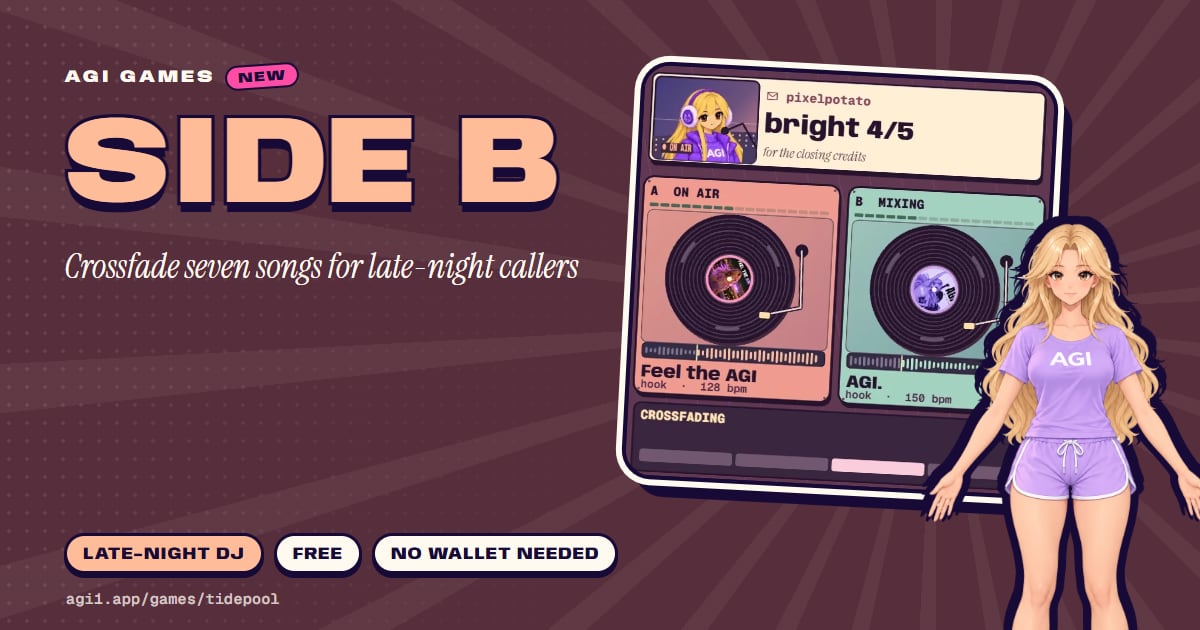 AGI GAMES NEW
SIDE B
Crossfade seven songs for late-night callers
LATE-NIGHT DJ
FREE
NO WALLET NEEDED
agi1.app/games/tidepool
pixelpotato
bright 4/5
for the closing credits
ON AIR
AGI
A ON AIR
B MIXING
Feel the AGI
hook · 128 bpm
AGI.
hook · 150 bpm
CROSSFADING
AGI